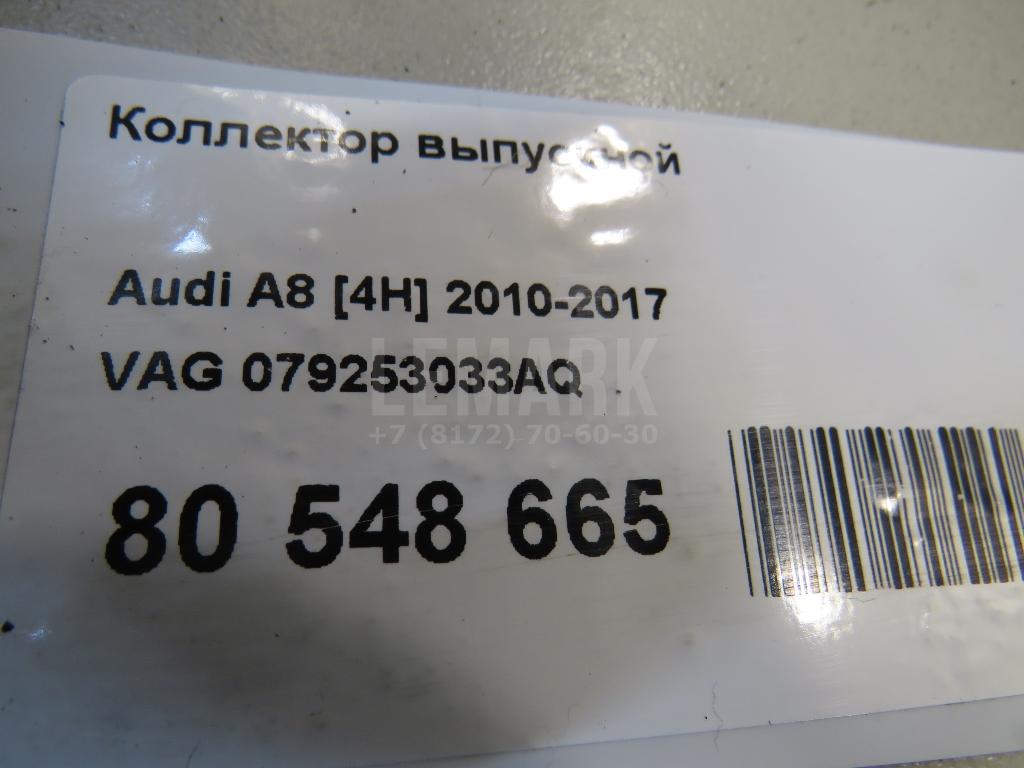 Коллектор выпускной
Audi A8 [4H] 2010-2017
VAG 079253033AQ
LEMARK
+7 (8172) 70-60-30
80 548 665